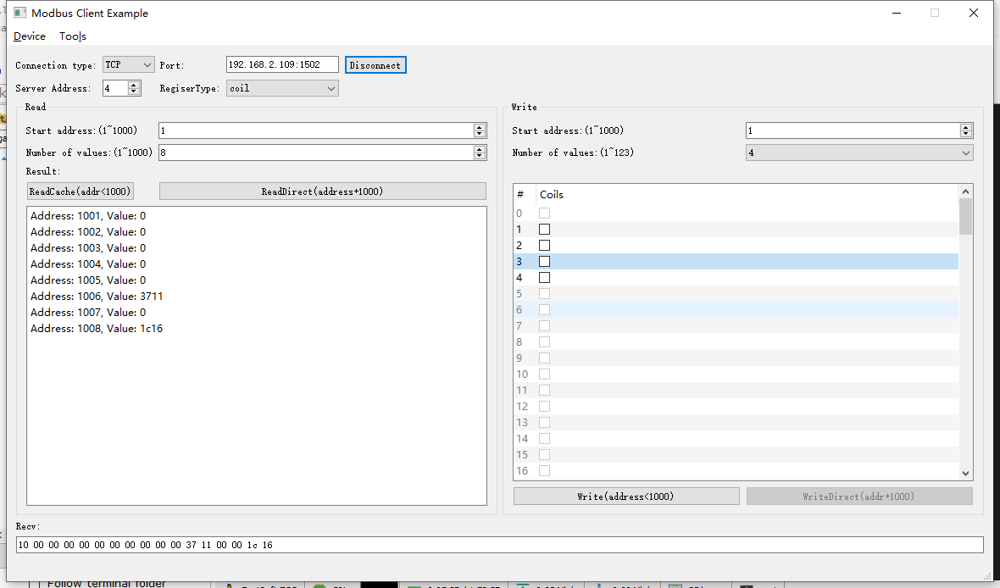 Modbus Client Example
Device Tools
Connection type: TCP Port: 192.168.2.109:1502 Disconnect
Server Address: 4 RegiserType: coil
Read
Start address:(1~1000) 1
Number of values:(1~1000) 8
Result:
ReadCache(addr<1000) ReadDirect(address+1000)
Address: 1001, Value: 0
Address: 1002, Value: 0
Address: 1003, Value: 0
Address: 1004, Value: 0
Address: 1005, Value: 0
Address: 1006, Value: 3711
Address: 1007, Value: 0
Address: 1008, Value: 1c16
Write
Start address:(1~1000) 1
Number of values:(1~123) 4
# Coils
0
1
2
3
4
5
6
7
8
9
10
11
12
13
14
15
16
Write(address<1000) WriteDirect(addr+1000)
Recv:
10 00 00 00 00 00 00 00 00 00 00 37 11 00 00 1c 16
Follow terminal folder